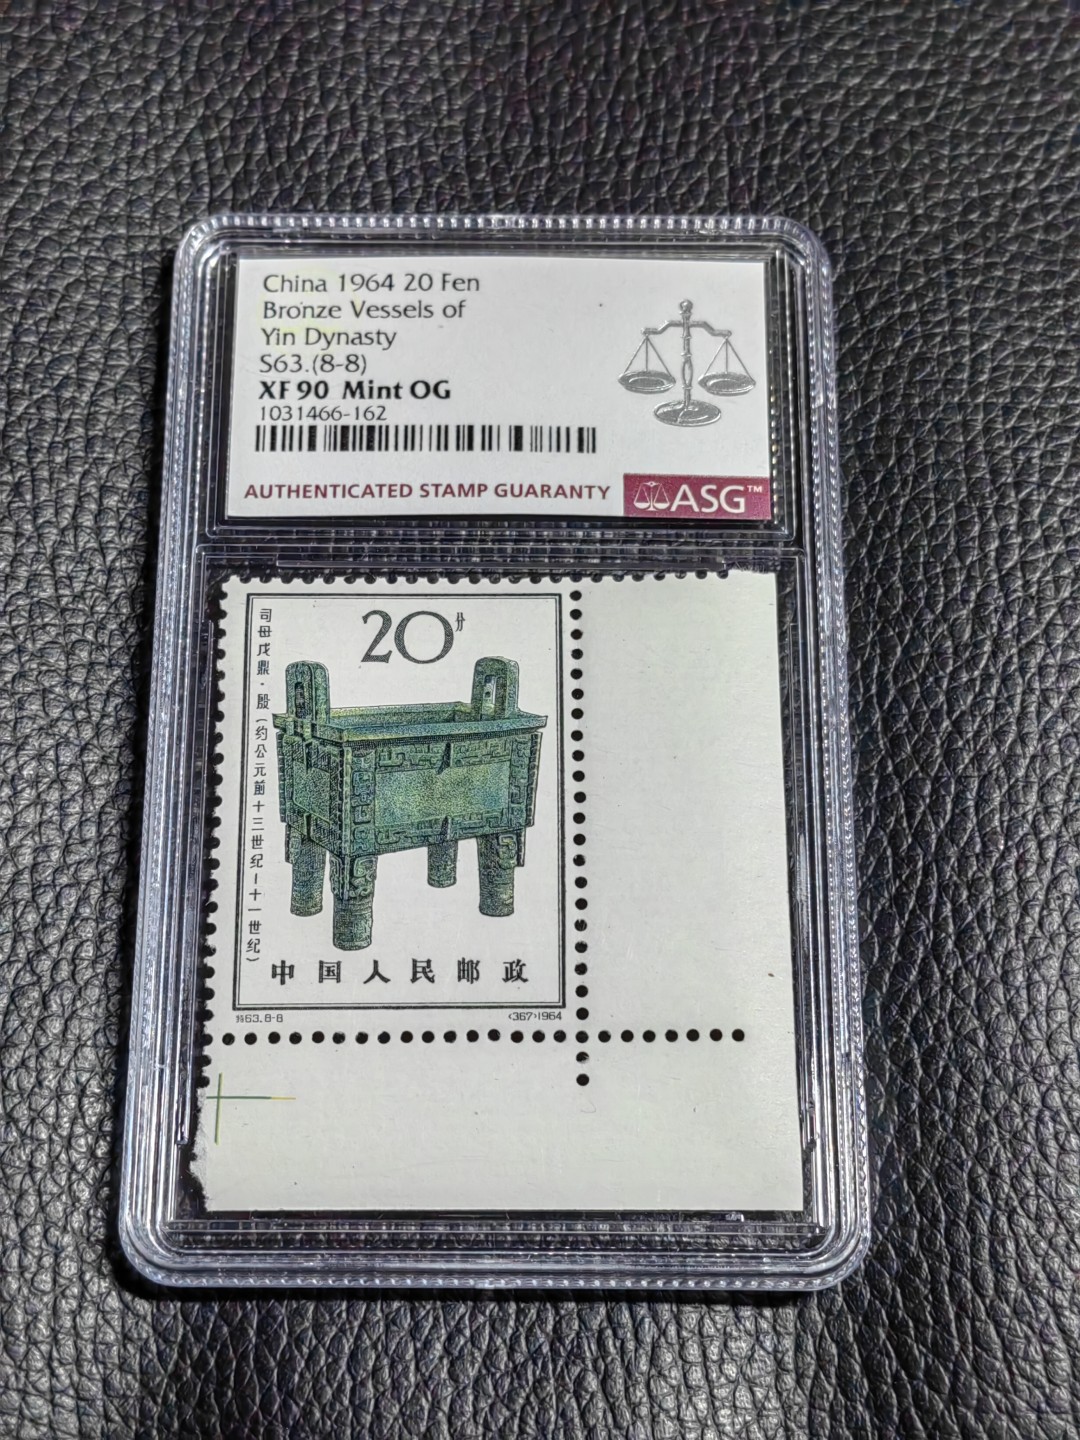 China 1964 20 Fen
Bronze Vessels of
Yin Dynasty
S63.(8-8)
XF 90 Mint OG
1031466-162
AUTHENTICATED STAMP GUARANTY
ASG™
20分
司母戊鼎·殷(约公元前十三世纪—十一世纪)
中国人民邮政
特63.8-8
(367)1964